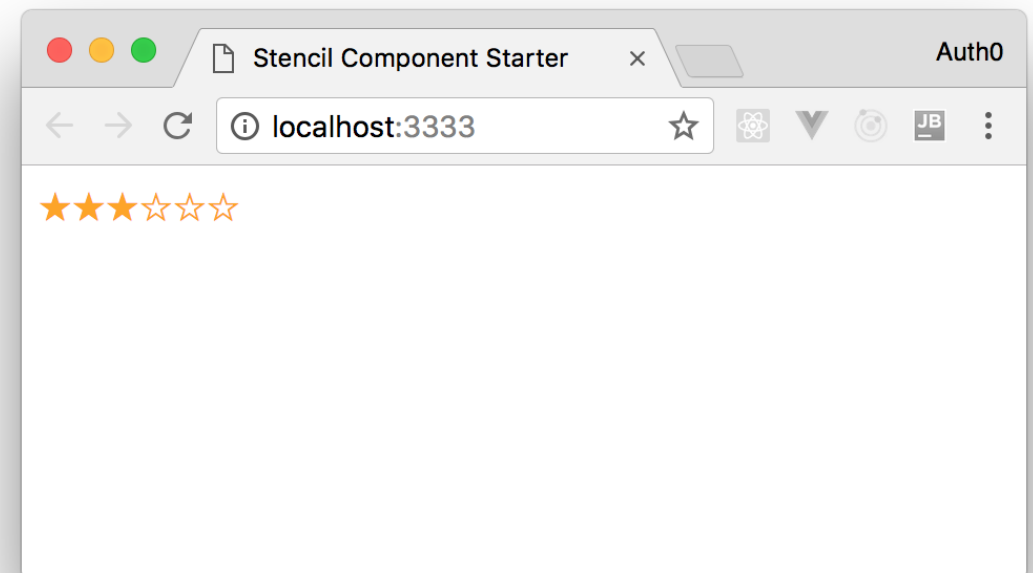 Stencil Component Starter
Auth0
localhost:3333
JB
★★★☆☆☆